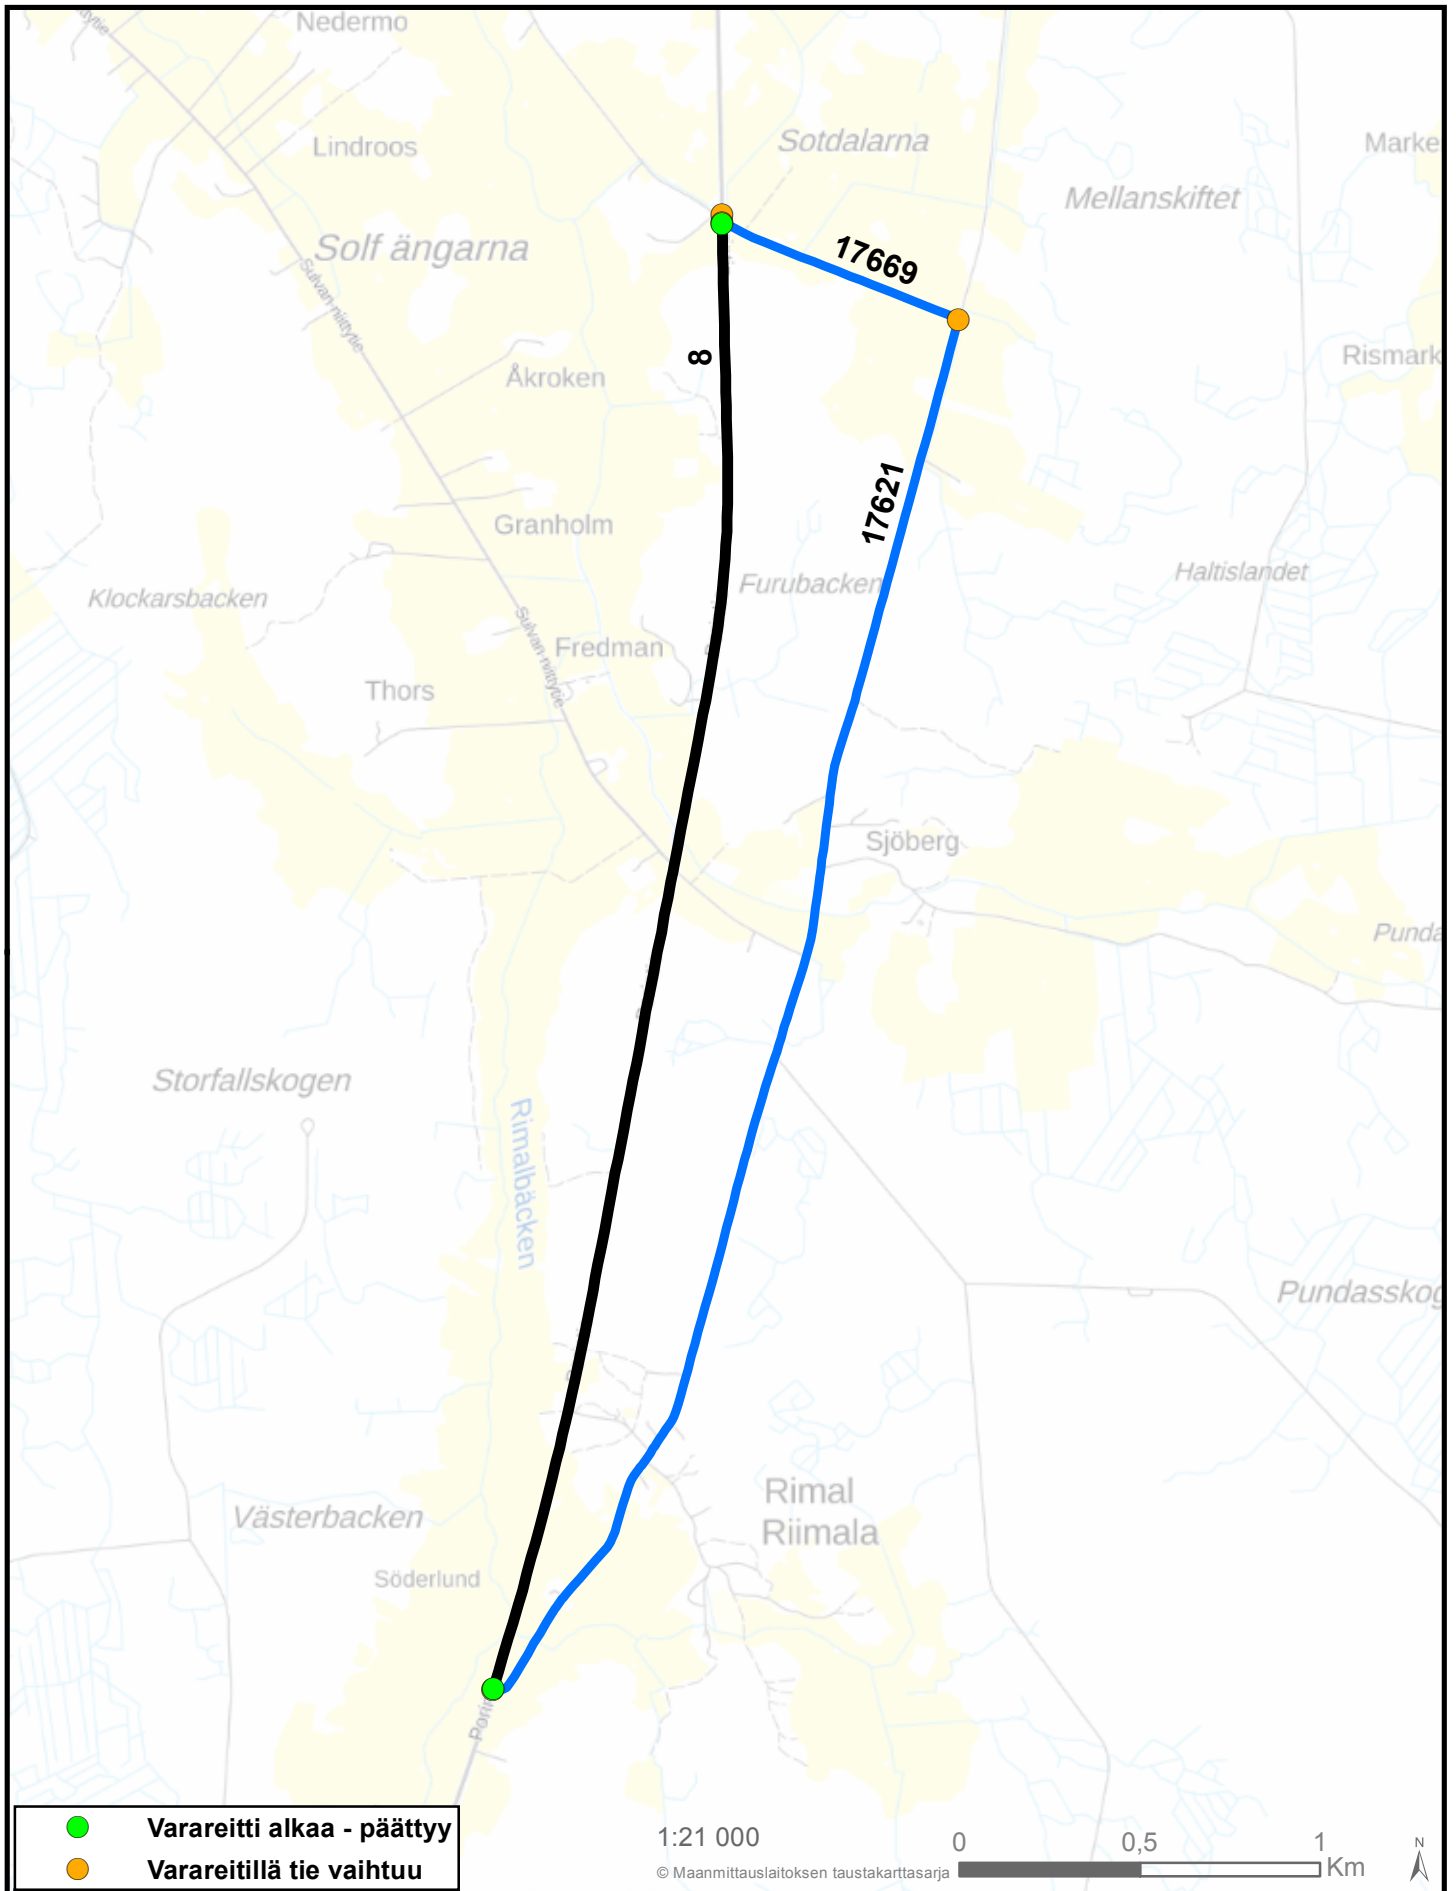 Nedermo
Lindroos
Sotdalarna
Marke
Mellanskiftet
Solf ängarna
17669
Sulvan niittytie
8
Rismark
Åkroken
17621
Granholm
Furubacken
Haltislandet
Klockarsbacken
Sulvan niittytie
Fredman
Thors
Sjöberg
Punda
Storfallskogen
Rimalbäcken
Pundasskog
Rimal
Riimala
Västerbacken
Söderlund
Porin
Varareitti alkaa - päättyy
Varareitillä tie vaihtuu
1:21 000
© Maanmittauslaitoksen taustakarttasarja
0 0,5 1
Km
N